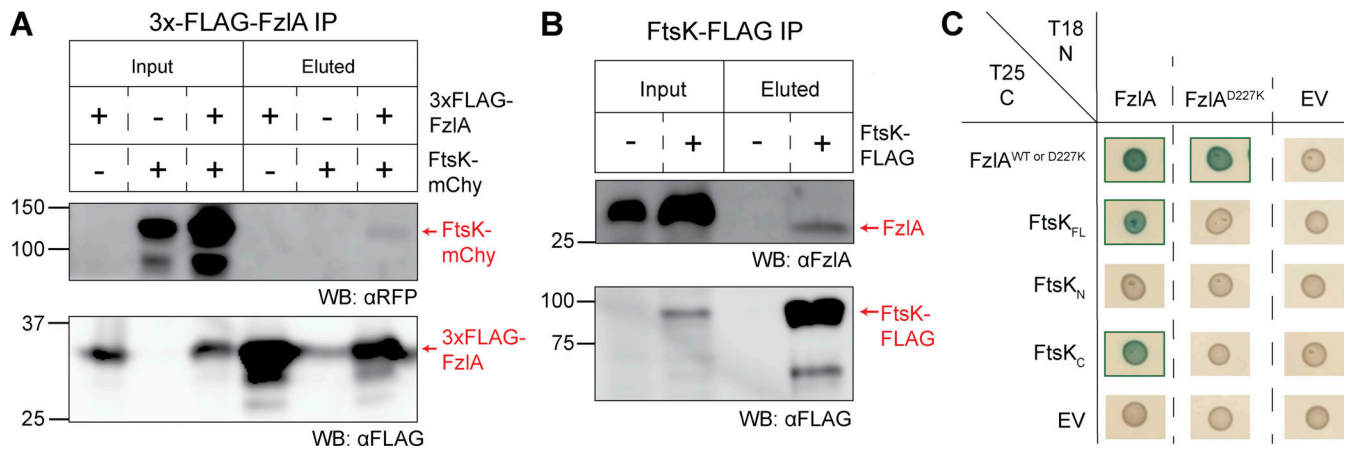 A
3x-FLAG-FzlA IP
Input
Eluted
+ - + + - +
3xFLAG-
FzlA
- + + - + +
FtsK-
mChy
150
100
FtsK-
mChy
WB: αRFP
37
25
3xFLAG-
FzlA
WB: αFLAG
B
FtsK-FLAG IP
Input
Eluted
- + - +
FtsK-
FLAG
25
FzlA
WB: αFzlA
100
75
FtsK-
FLAG
WB: αFLAG
C
T18
N
T25
C
FzlA FzlA^D227K EV
FzlA^WT or D227K
FtsK_FL
FtsK_N
FtsK_C
EV